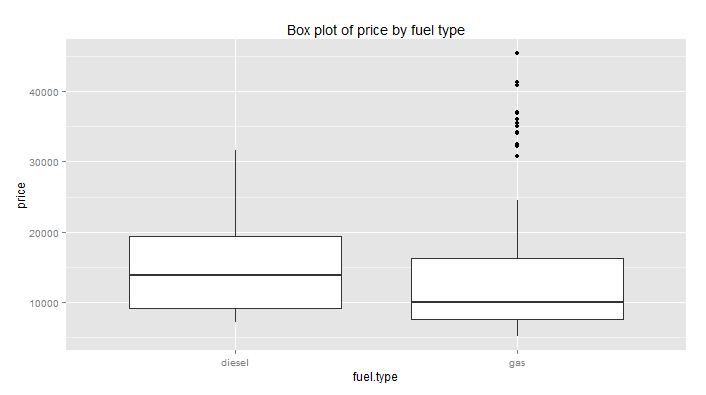 Box plot of price by fuel type
40000
30000
20000
10000
price
diesel
gas
fuel.type